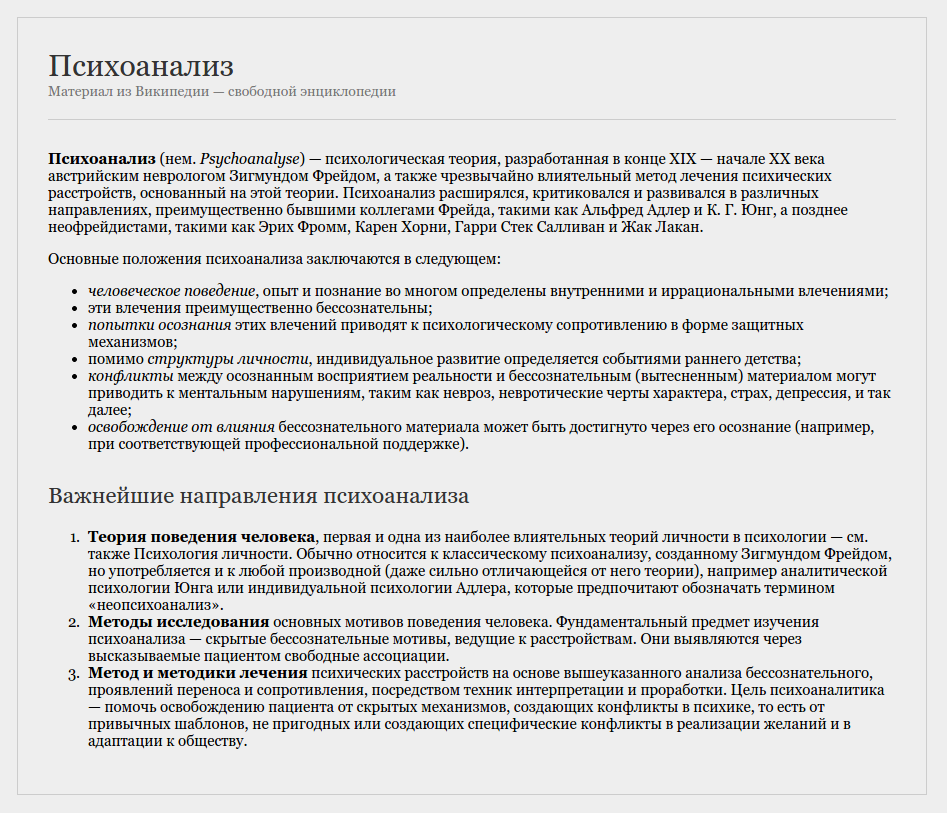 Психоанализ
Материал из Википедии — свободной энциклопедии
Психоанализ (нем. Psychoanalyse) — психологическая теория, разработанная в конце XIX — начале XX века
австрийским неврологом Зигмундом Фрейдом, а также чрезвычайно влиятельный метод лечения психических
расстройств, основанный на этой теории. Психоанализ расширялся, критиковался и развивался в различных
направлениях, преимущественно бывшими коллегами Фрейда, такими как Альфред Адлер и К. Г. Юнг, а позднее
неофрейдистами, такими как Эрих Фромм, Карен Хорни, Гарри Стек Салливан и Жак Лакан.
Основные положения психоанализа заключаются в следующем:
• человеческое поведение, опыт и познание во многом определены внутренними и иррациональными влечениями;
• эти влечения преимущественно бессознательны;
• попытки осознания этих влечений приводят к психологическому сопротивлению в форме защитных
механизмов;
• помимо структуры личности, индивидуальное развитие определяется событиями раннего детства;
• конфликты между осознанным восприятием реальности и бессознательным (вытесненным) материалом могут
приводить к ментальным нарушениям, таким как невроз, невротические черты характера, страх, депрессия, и так
далее;
• освобождение от влияния бессознательного материала может быть достигнуто через его осознание (например,
при соответствующей профессиональной поддержке).
Важнейшие направления психоанализа
1. Теория поведения человека, первая и одна из наиболее влиятельных теорий личности в психологии — см.
также Психология личности. Обычно относится к классическому психоанализу, созданному Зигмундом Фрейдом,
но употребляется и к любой производной (даже сильно отличающейся от него теории), например аналитической
психологии Юнга или индивидуальной психологии Адлера, которые предпочитают обозначать термином
«неопсихоанализ».
2. Методы исследования основных мотивов поведения человека. Фундаментальный предмет изучения
психоанализа — скрытые бессознательные мотивы, ведущие к расстройствам. Они выявляются через
высказываемые пациентом свободные ассоциации.
3. Метод и методики лечения психических расстройств на основе вышеуказанного анализа бессознательного,
проявлений переноса и сопротивления, посредством техник интерпретации и проработки. Цель психоаналитика
— помочь освобождению пациента от скрытых механизмов, создающих конфликты в психике, то есть от
привычных шаблонов, не пригодных или создающих специфические конфликты в реализации желаний и в
адаптации к обществу.